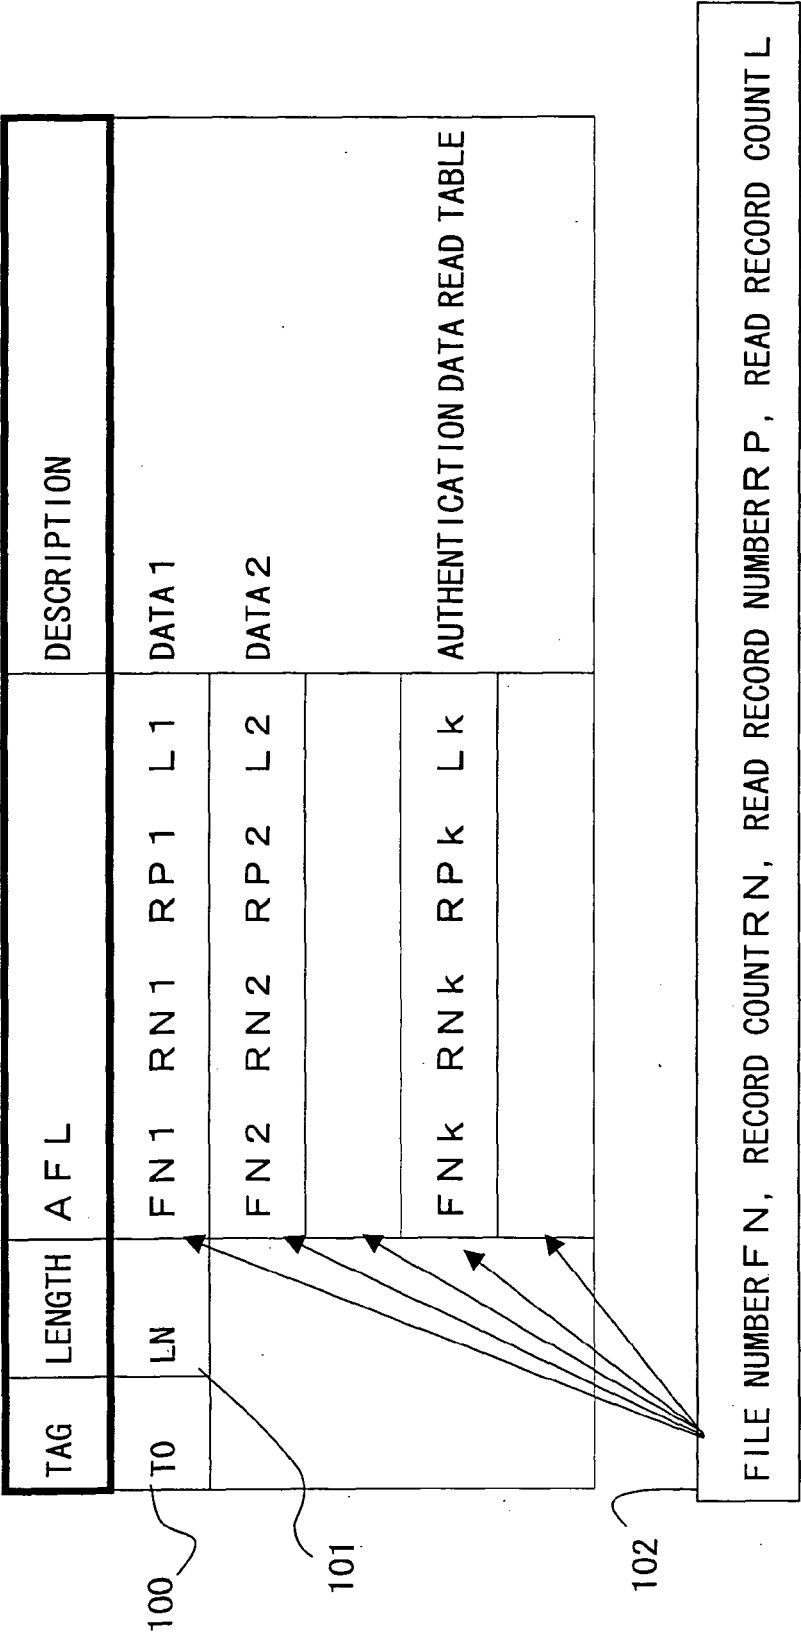 TAG LENGTH AFL DESCRIPTION
T0 LN FN1 RN1 RP1 L1 DATA1
FN2 RN2 RP2 L2 DATA2
FNk RNk RPk Lk AUTHENTICATION DATA READ TABLE
100
101
102
FILE NUMBER FN, RECORD COUNT RN, READ RECORD NUMBER RP, READ RECORD COUNT L